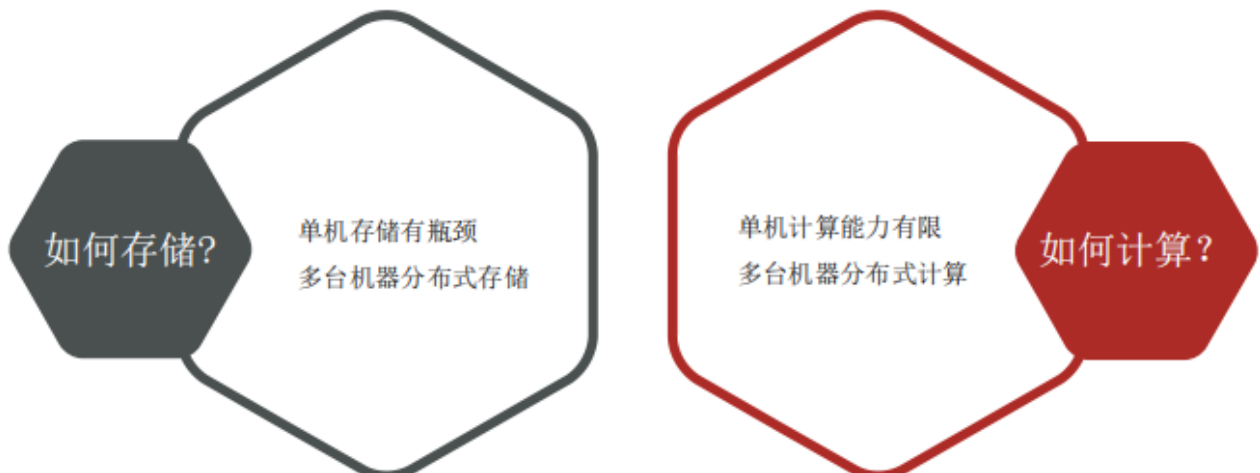 如何存储?
单机存储有瓶颈
多台机器分布式存储
单机计算能力有限
多台机器分布式计算
如何计算？